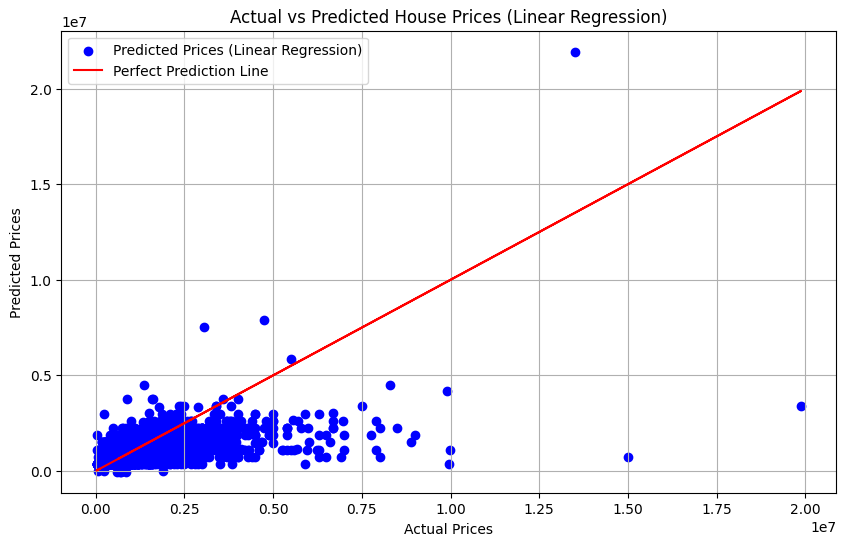 Actual vs Predicted House Prices (Linear Regression)
1e7
Predicted Prices (Linear Regression)
Perfect Prediction Line
2.0
1.5
1.0
0.5
0.0
Predicted Prices
0.00 0.25 0.50 0.75 1.00 1.25 1.50 1.75 2.00
1e7
Actual Prices